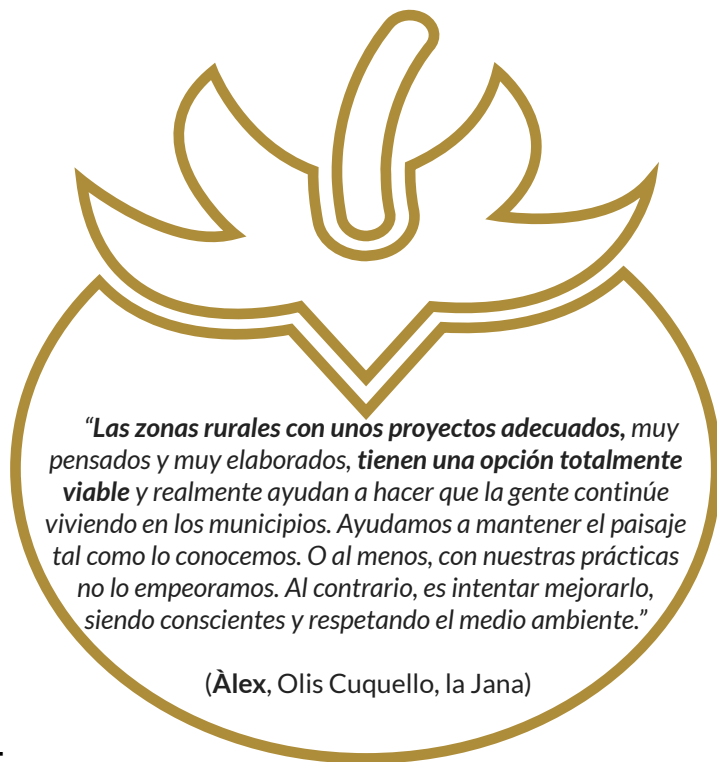 “Las zonas rurales con unos proyectos adecuados, muy
pensados y muy elaborados, tienen una opción totalmente
viable y realmente ayudan a hacer que la gente continúe
viviendo en los municipios. Ayudamos a mantener el paisaje
tal como lo conocemos. O al menos, con nuestras prácticas
no lo empeoramos. Al contrario, es intentar mejorarlo,
siendo conscientes y respetando el medio ambiente.”
(Àlex, Olis Cuquello, la Jana)